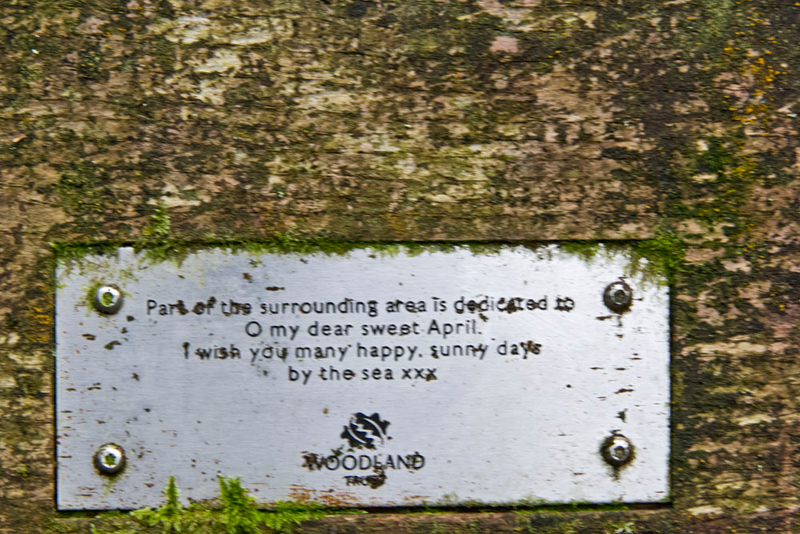 Part of the surrounding area is dedicated to
O my dear sweet April.
I wish you many happy, sunny days
by the sea xxx
WOODLAND
TRUST